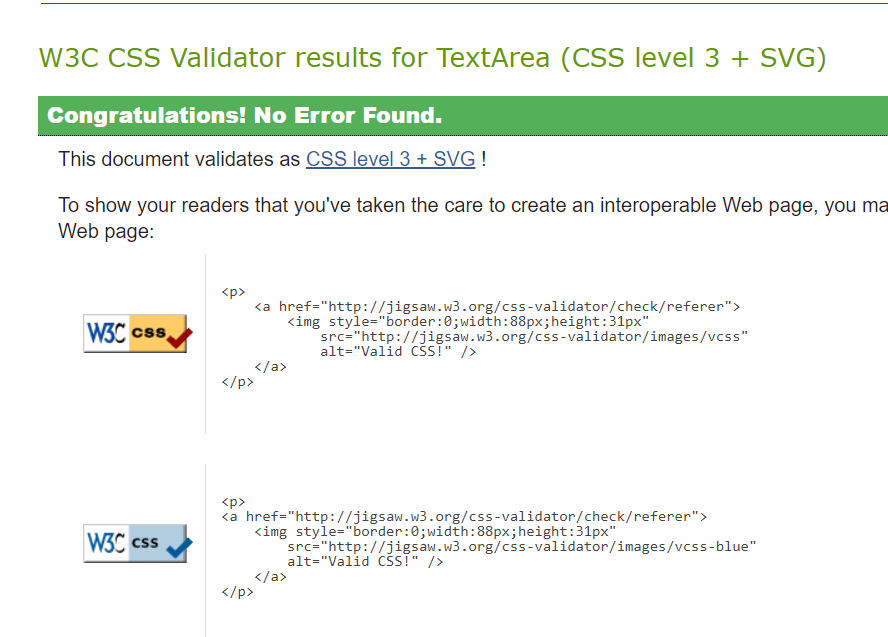 W3C CSS Validator results for TextArea (CSS level 3 + SVG)
Congratulations! No Error Found.
This document validates as CSS level 3 + SVG !
To show your readers that you've taken the care to create an interoperable Web page, you ma
Web page:
<p>
    <a href="http://jigsaw.w3.org/css-validator/check/referer">
        <img style="border:0;width:88px;height:31px"
W3C css
            src="http://jigsaw.w3.org/css-validator/images/vcss"
            alt="Valid CSS!" />
    </a>
</p>
<p>
<a href="http://jigsaw.w3.org/css-validator/check/referer">
    <img style="border:0;width:88px;height:31px"
W3C css
        src="http://jigsaw.w3.org/css-validator/images/vcss-blue"
        alt="Valid CSS!" />
    </a>
</p>